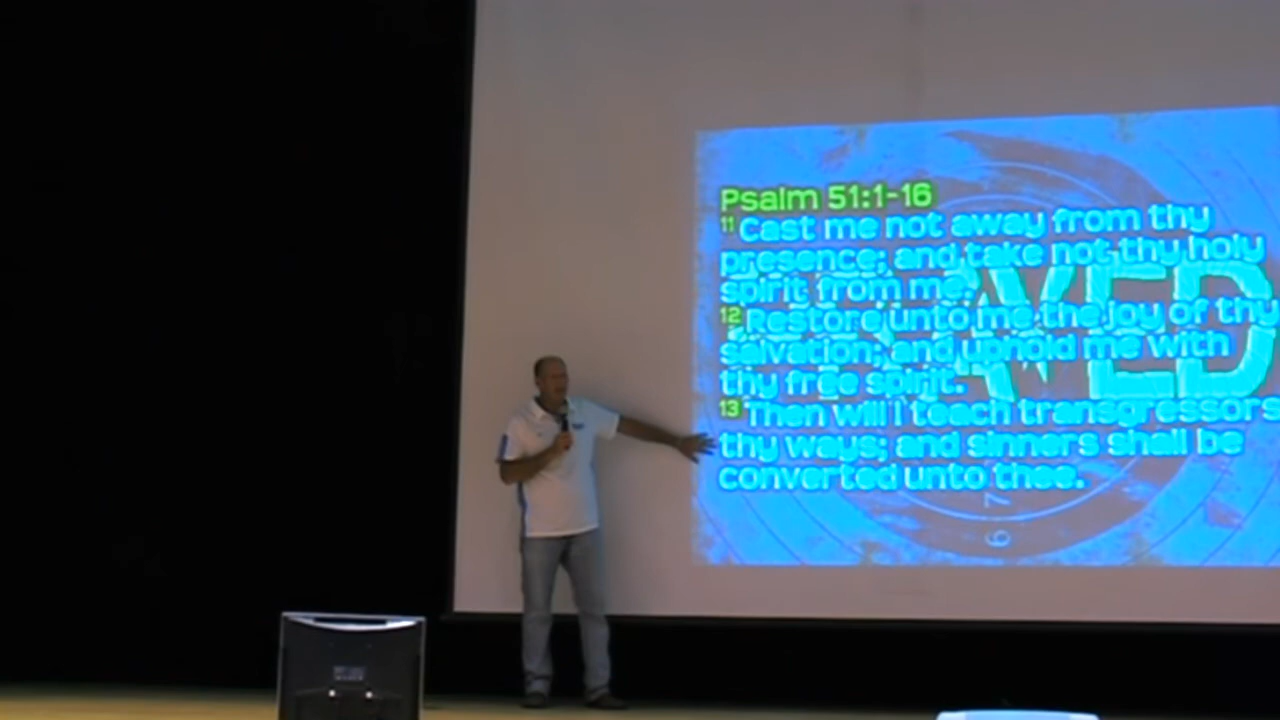 Psalm 51:1-16
11 Cast me not away from thy
presence; and take not thy holy
spirit from me.
12 Restore unto me the joy of thy
salvation; and uphold me with
thy free spirit.
13 Then will I teach transgressors
thy ways; and sinners shall be
converted unto thee.
7
6